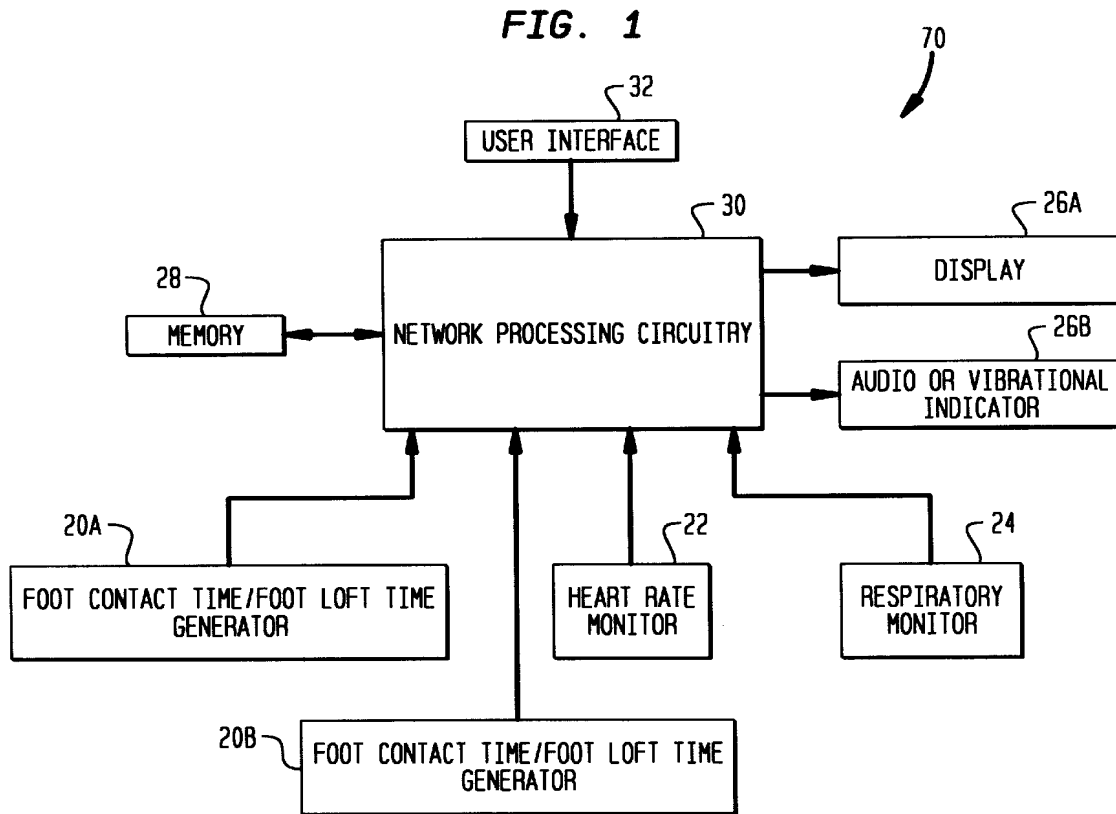 FIG. 1
70
32
USER INTERFACE
30
26A
DISPLAY
28
MEMORY
NETWORK PROCESSING CIRCUITRY
26B
AUDIO OR VIBRATIONAL
INDICATOR
20A
FOOT CONTACT TIME/FOOT LOFT TIME
GENERATOR
22
HEART RATE
MONITOR
24
RESPIRATORY
MONITOR
20B
FOOT CONTACT TIME/FOOT LOFT TIME
GENERATOR